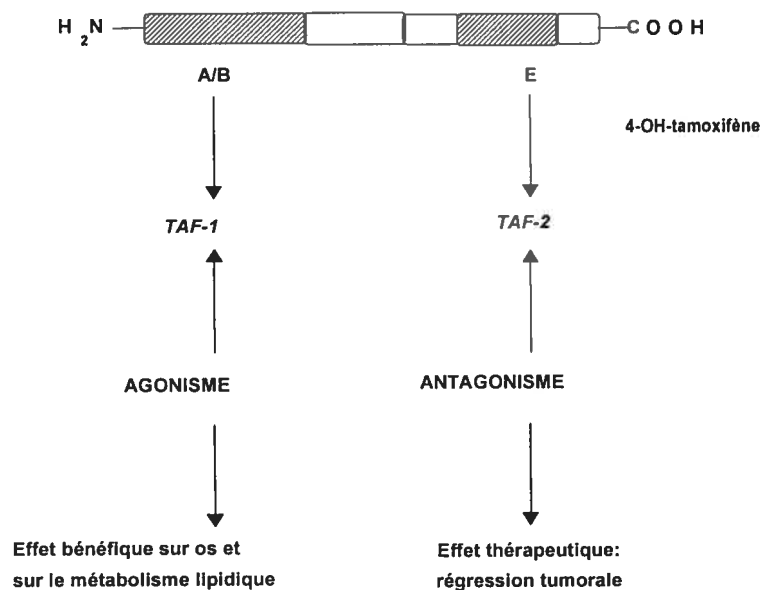 H₂N COOH
A/B E
4-OH-tamoxifène
TAF-1 TAF-2
AGONISME ANTAGONISME
Effet bénéfique sur os et Effet thérapeutique:
sur le métabolisme lipidique régression tumorale